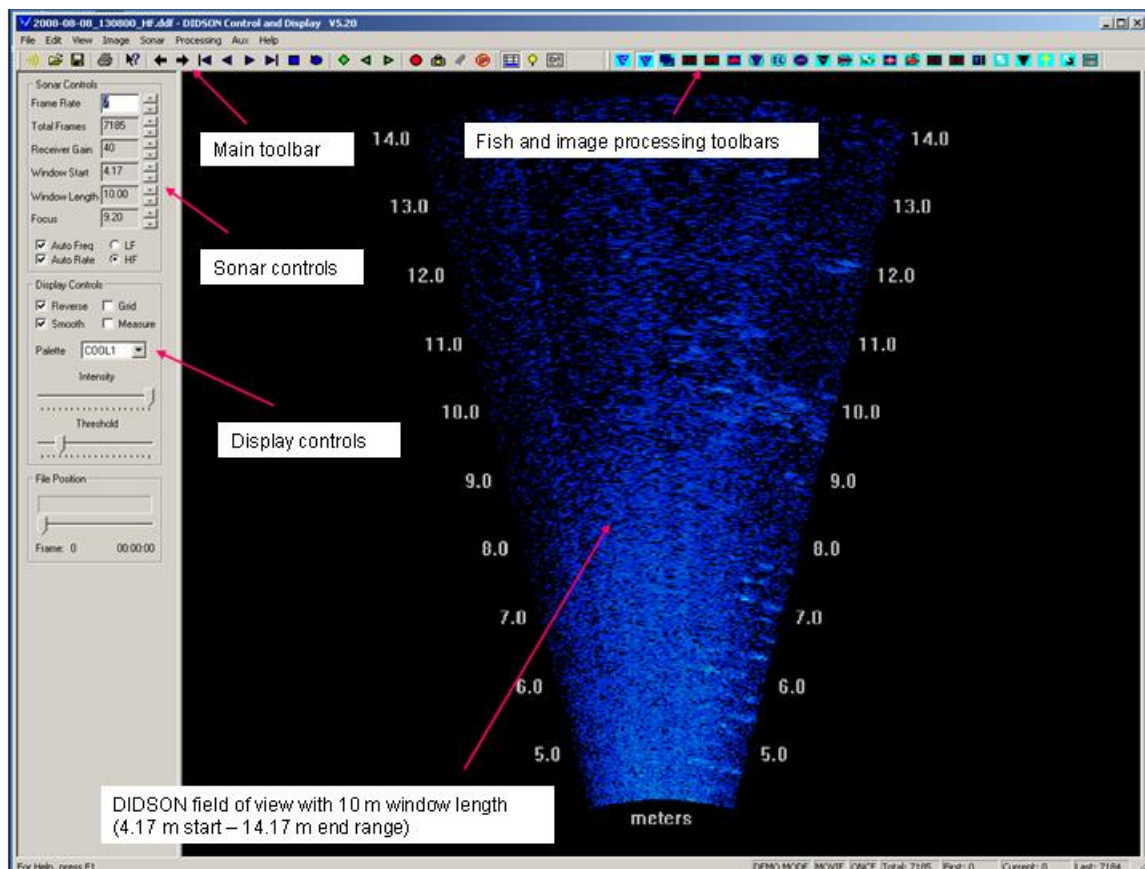 2008-08-08_130800_HF.ddf - DIDSON Control and Display V5.20
File Edit View Image Sonar Processing Aux Help
Sonar Controls
Frame Rate
Total Frames 7185
Receiver Gain 40
Window Start 4.17
Window Length 10.00
Focus 9.20
Auto Freq LF
Auto Rate HF
Display Controls
Reverse Grid
Smooth Measure
Palette COOL1
Intensity
Threshold
File Position
Frame: 0 00:00:00
Main toolbar
Fish and image processing toolbars
Sonar controls
Display controls
14.0 14.0
13.0 13.0
12.0 12.0
11.0 11.0
10.0 10.0
9.0 9.0
8.0 8.0
7.0 7.0
6.0 6.0
5.0 5.0
meters
DIDSON field of view with 10 m window length
(4.17 m start – 14.17 m end range)
For Help, press F1
DEMO MODE MOVIE ONCE Total: 7185 First: 0 Current: 0 Last: 7184